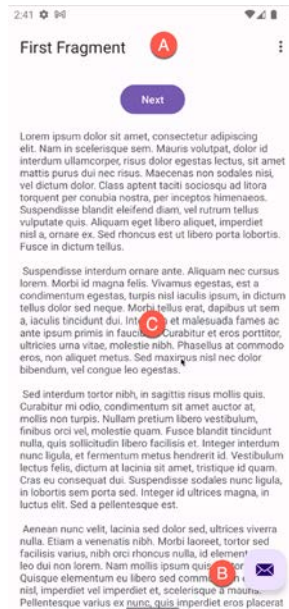 2:41
First Fragment
A
Next
Lorem ipsum dolor sit amet, consectetur adipiscing
elit. Nam in scelerisque sem. Mauris volutpat, dolor id
interdum ullamcorper, risus dolor egestas lectus, sit amet
mattis purus dui nec risus. Maecenas non sodales nisi,
vel dictum dolor. Class aptent taciti sociosqu ad litora
torquent per conubia nostra, per inceptos himenaeos.
Suspendisse blandit eleifend diam, vel rutrum tellus
vulputate quis. Aliquam eget libero aliquet, imperdiet
nisl a, ornare ex. Sed rhoncus est ut libero porta lobortis.
Fusce in dictum tellus.
Suspendisse interdum ornare ante. Aliquam nec cursus
lorem. Morbi id magna felis. Vivamus egestas, est a
condimentum egestas, turpis nisl iaculis ipsum, in dictum
tellus dolor sed neque. Morbi tellus erat, dapibus ut sem
a, iaculis tincidunt dui. et malesuada fames ac
ante ipsum primis in Curabitur et eros porttitor,
C
ultricies urna vitae, molestie nibh. Phasellus at commodo
eros, non aliquet metus. Sed maximus nisl nec dolor
bibendum, vel congue leo egestas.
Sed interdum tortor nibh, in sagittis risus mollis quis.
Curabitur mi odio, condimentum sit amet auctor at,
mollis non turpis. Nullam pretium libero vestibulum,
finibus orci vel, molestie quam. Fusce blandit tincidunt
nulla, quis sollicitudin libero facilisis et. Integer interdum
nunc ligula, et fermentum metus hendrerit id. Vestibulum
lectus felis, dictum at lacinia sit amet, tristique id quam.
Cras eu consequat dui. Suspendisse sodales nunc ligula,
in lobortis sem porta sed. Integer id ultrices magna, in
luctus elit. Sed a pellentesque est.
Aenean nunc velit, lacinia sed dolor sed, ultrices viverra
nulla. Etiam a venenatis nibh. Morbi laoreet, tortor sed
facilisis varius, nibh orci rhoncus nulla, id
leo dui non lorem. Nam mollis ipsum
Quisque elementum eu libero sed
B
nisl, imperdiet vel imperdiet et, scelerisque
Pellentesque varius ex nunc, quis imperdiet eros placerat